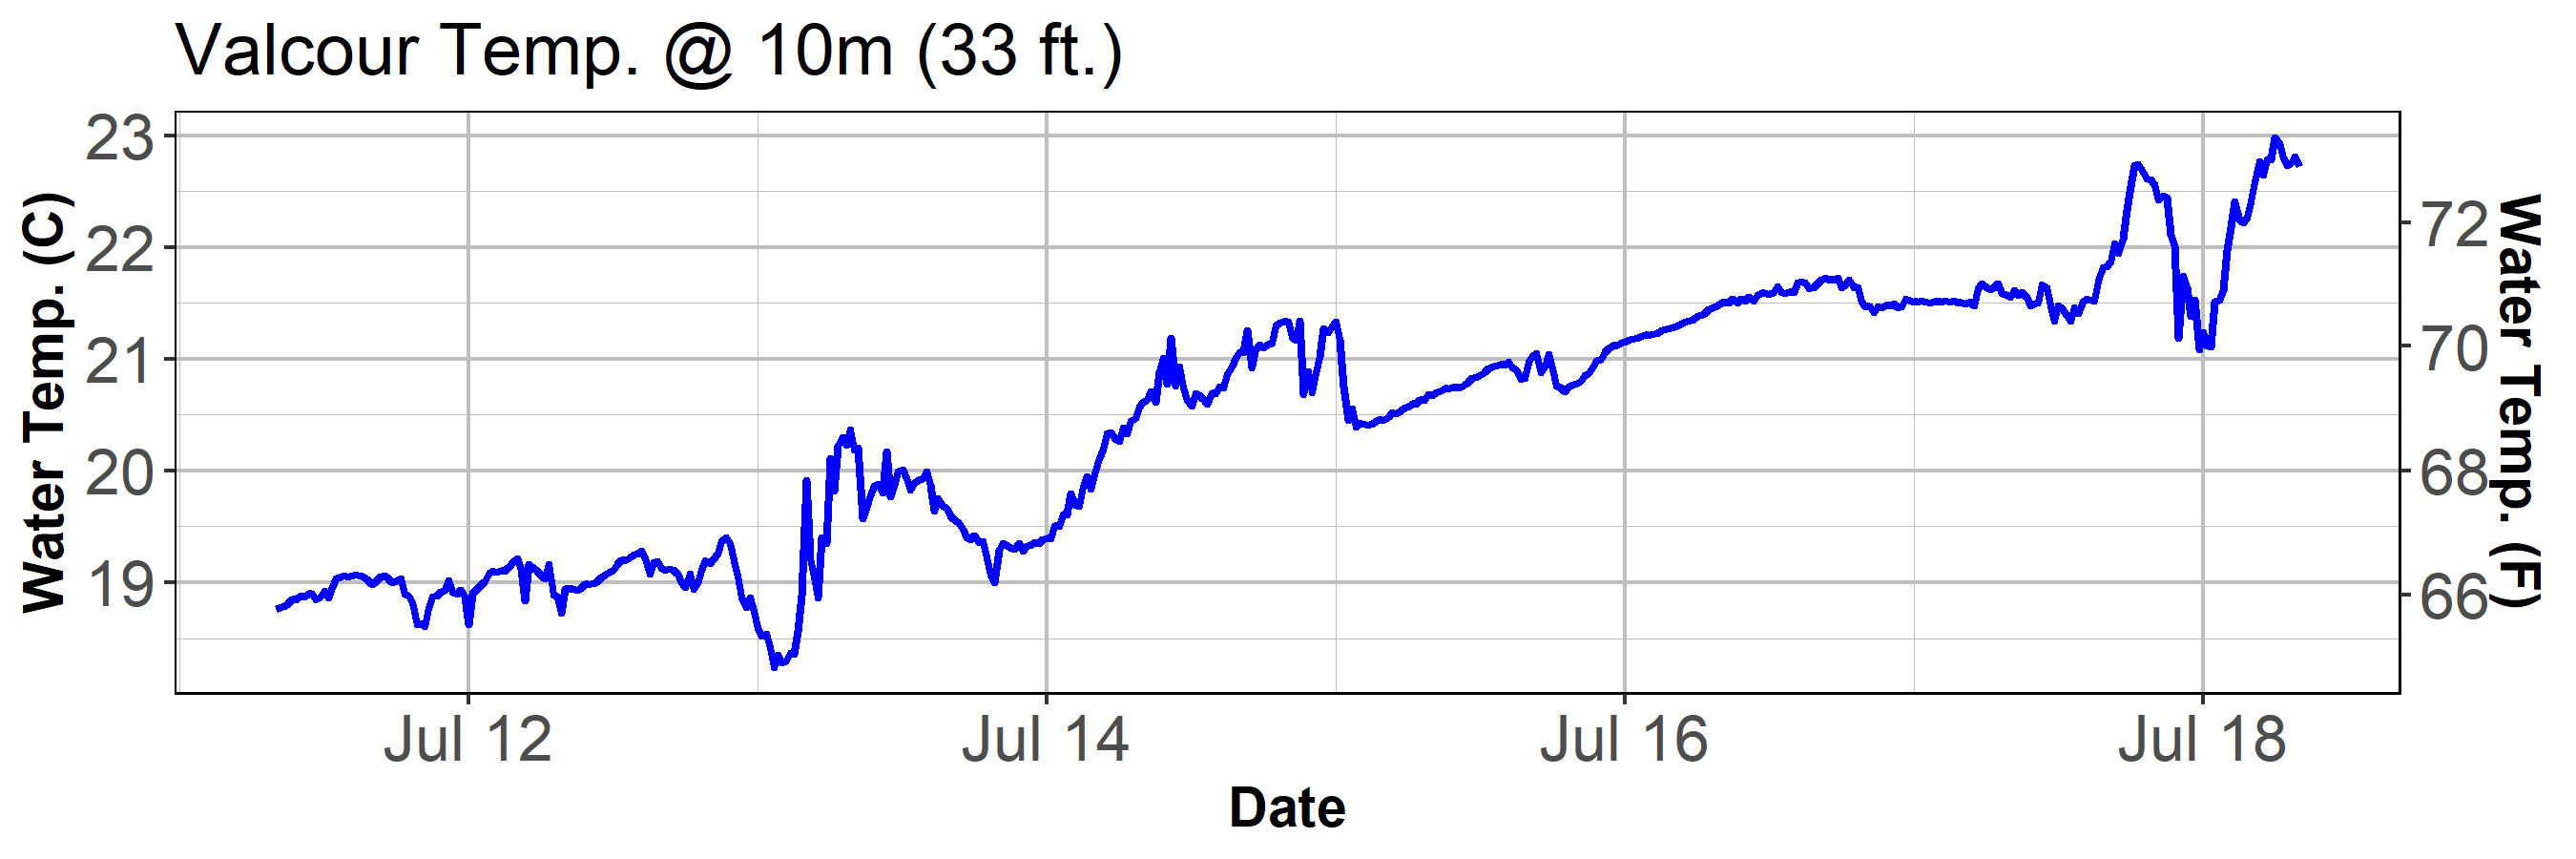 Valcour Temp. @ 10m (33 ft.)
Water Temp. (C)
23
22
21
20
19
72
70
68
66
Water Temp. (F)
Jul 12 Jul 14 Jul 16 Jul 18
Date